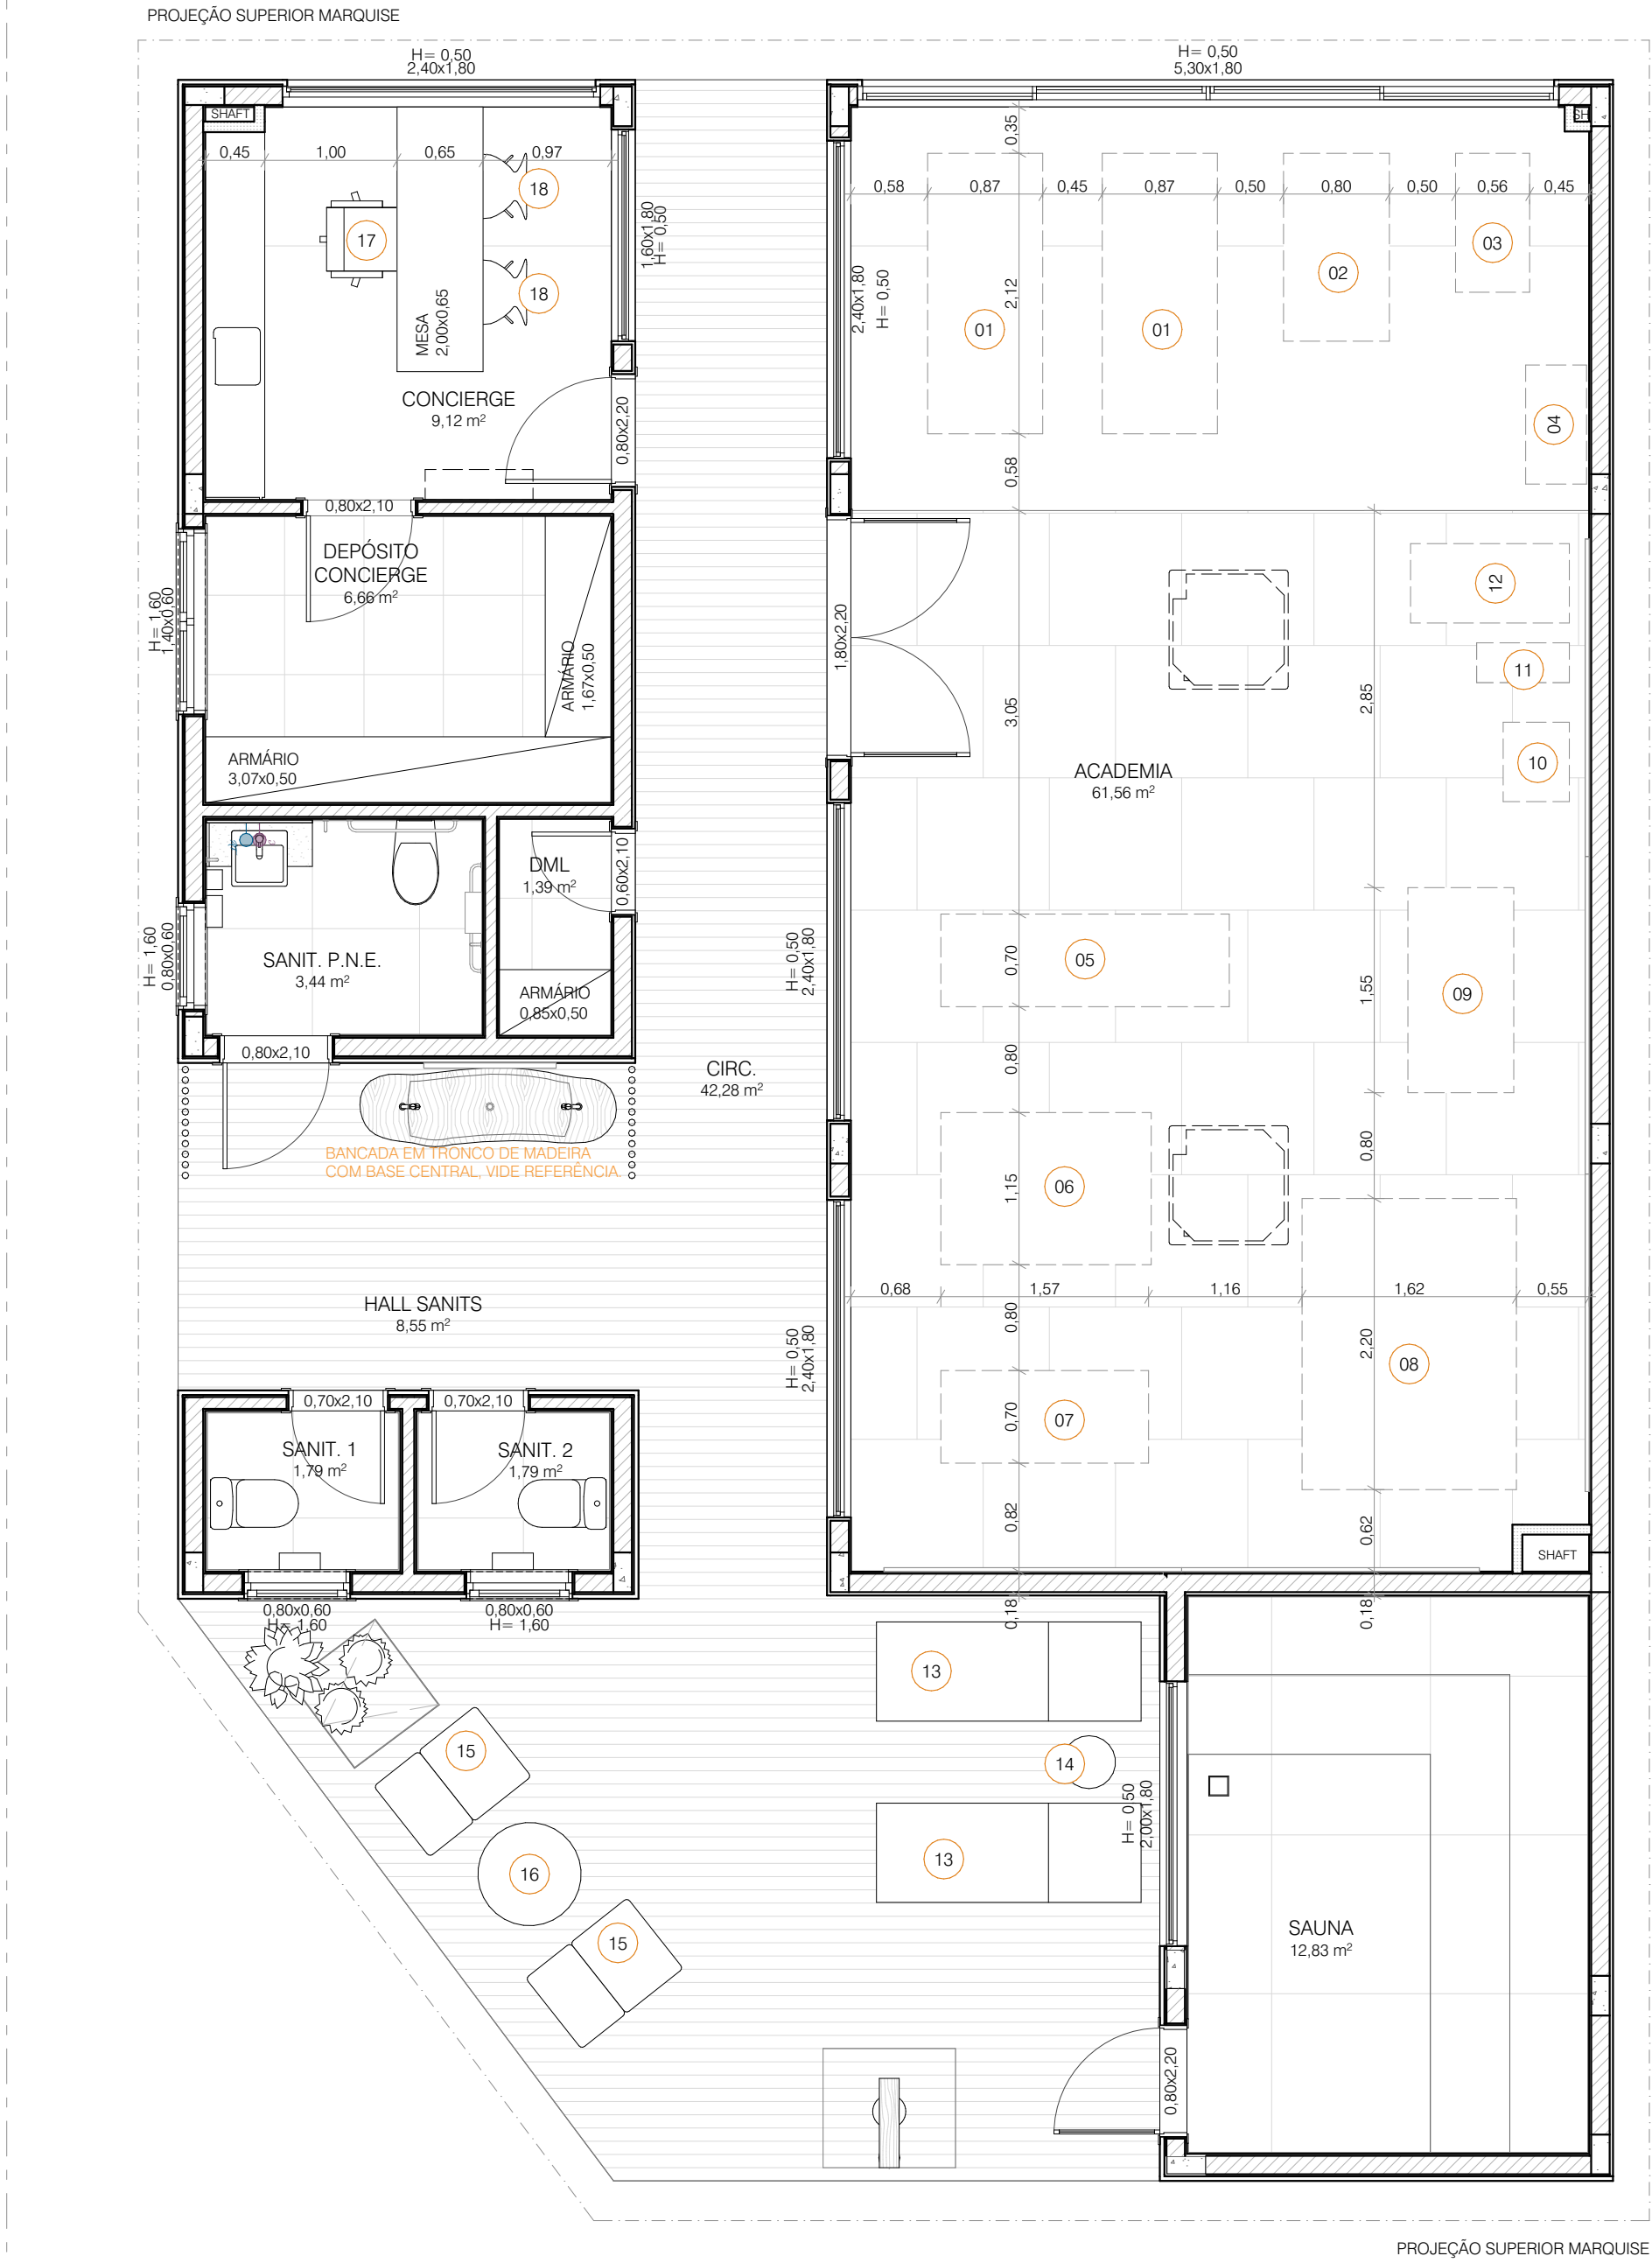 PROJEÇÃO SUPERIOR MARQUISE
H= 0,50
2,40x1,80
H= 0,50
5,30x1,80
SHAFT
SH
0,45
1,00
0,65
0,97
18
17
18
MESA
2,00x0,65
1,60x1,80
H= 0,50
CONCIERGE
9,12 m²
0,80x2,20
0,80x2,10
0,35
0,58
0,87
0,45
0,87
0,50
0,80
0,50
0,56
0,45
2,40x1,80
H= 0,50
2,12
01
01
02
03
04
0,58
DEPÓSITO
CONCIERGE
6,66 m²
H= 1,60
1,40x0,60
ARMÁRIO
1,67x0,50
ARMÁRIO
3,07x0,50
1,80x2,20
3,05
2,85
12
11
10
ACADEMIA
61,56 m²
DML
1,39 m²
0,60x2,10
SANIT. P.N.E.
3,44 m²
H= 1,60
0,80x0,60
ARMÁRIO
0,85x0,50
0,80x2,10
H= 0,50
2,40x1,80
0,70
05
1,55
09
CIRC.
42,28 m²
0,80
0,80
BANCADA EM TRONCO DE MADEIRA
COM BASE CENTRAL, VIDE REFERÊNCIA.
1,15
06
HALL SANITS
8,55 m²
0,68
1,57
1,16
1,62
0,55
0,80
H= 0,50
2,40x1,80
2,20
08
0,70
07
0,70x2,10
0,70x2,10
SANIT. 1
1,79 m²
SANIT. 2
1,79 m²
0,82
0,62
SHAFT
0,80x0,60
H= 1,60
0,80x0,60
H= 1,60
0,18
0,18
13
15
14
H= 0,50
2,00x1,80
16
13
15
SAUNA
12,83 m²
0,80x2,20
PROJEÇÃO SUPERIOR MARQUISE